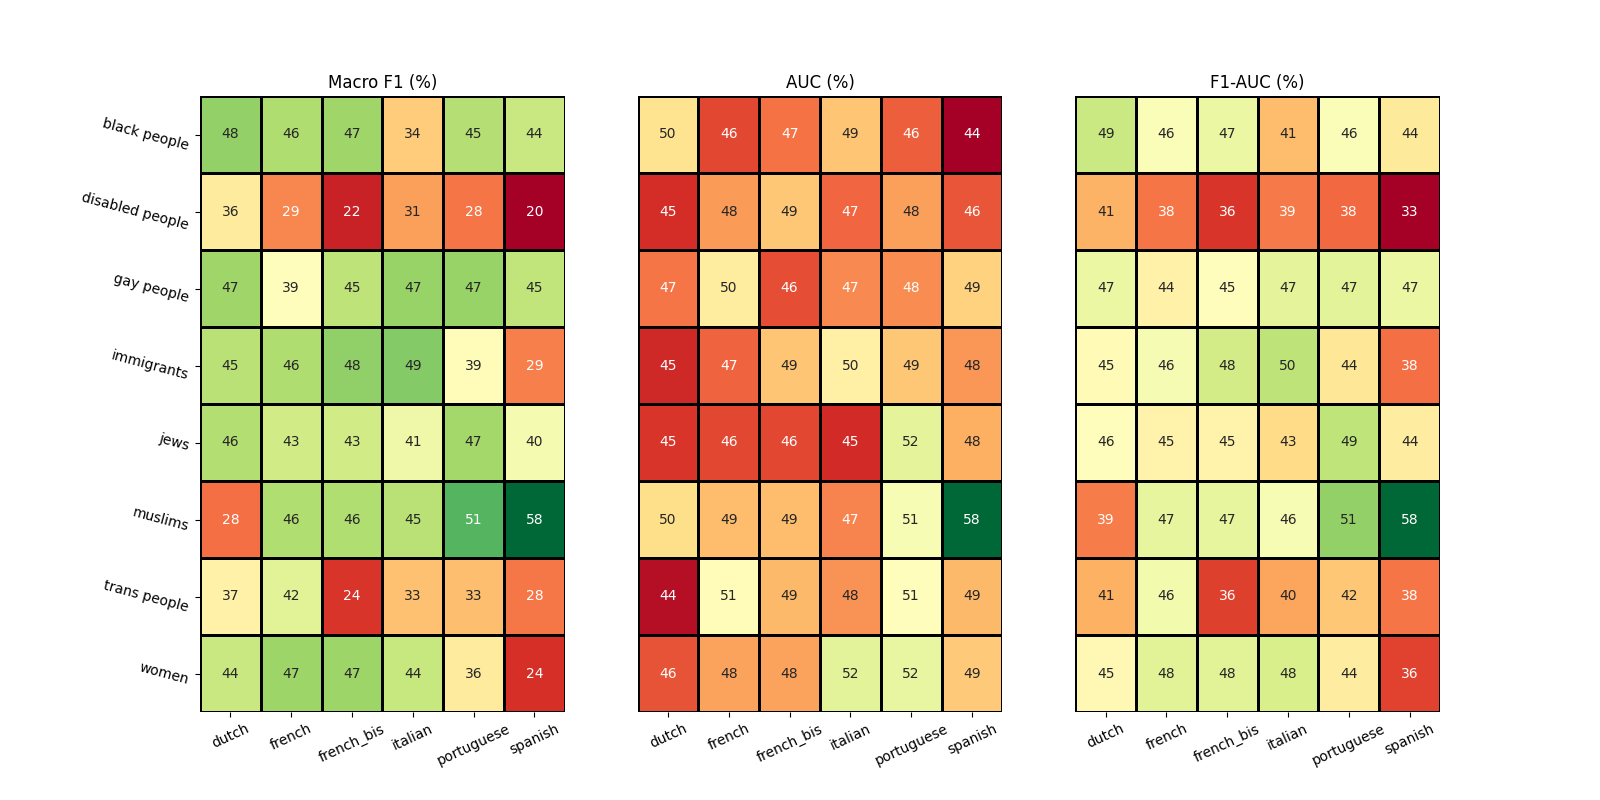 Macro F1 (%) AUC (%) F1-AUC (%)
black people 48 46 47 34 45 44 50 46 47 49 46 44 49 46 47 41 46 44
disabled people 36 29 22 31 28 20 45 48 49 47 48 46 41 38 36 39 38 33
gay people 47 39 45 47 47 45 47 50 46 47 48 49 47 44 45 47 47 47
immigrants 45 46 48 49 39 29 45 47 49 50 49 48 45 46 48 50 44 38
jews 46 43 43 41 47 40 45 46 46 45 52 48 46 45 45 43 49 44
muslims 28 46 46 45 51 58 50 49 49 47 51 58 39 47 47 46 51 58
trans people 37 42 24 33 33 28 44 51 49 48 51 49 41 46 36 40 42 38
women 44 47 47 44 36 24 46 48 48 52 52 49 45 48 48 48 44 36
dutch french french_bis italian portuguese spanish dutch french french_bis italian portuguese spanish dutch french french_bis italian portuguese spanish